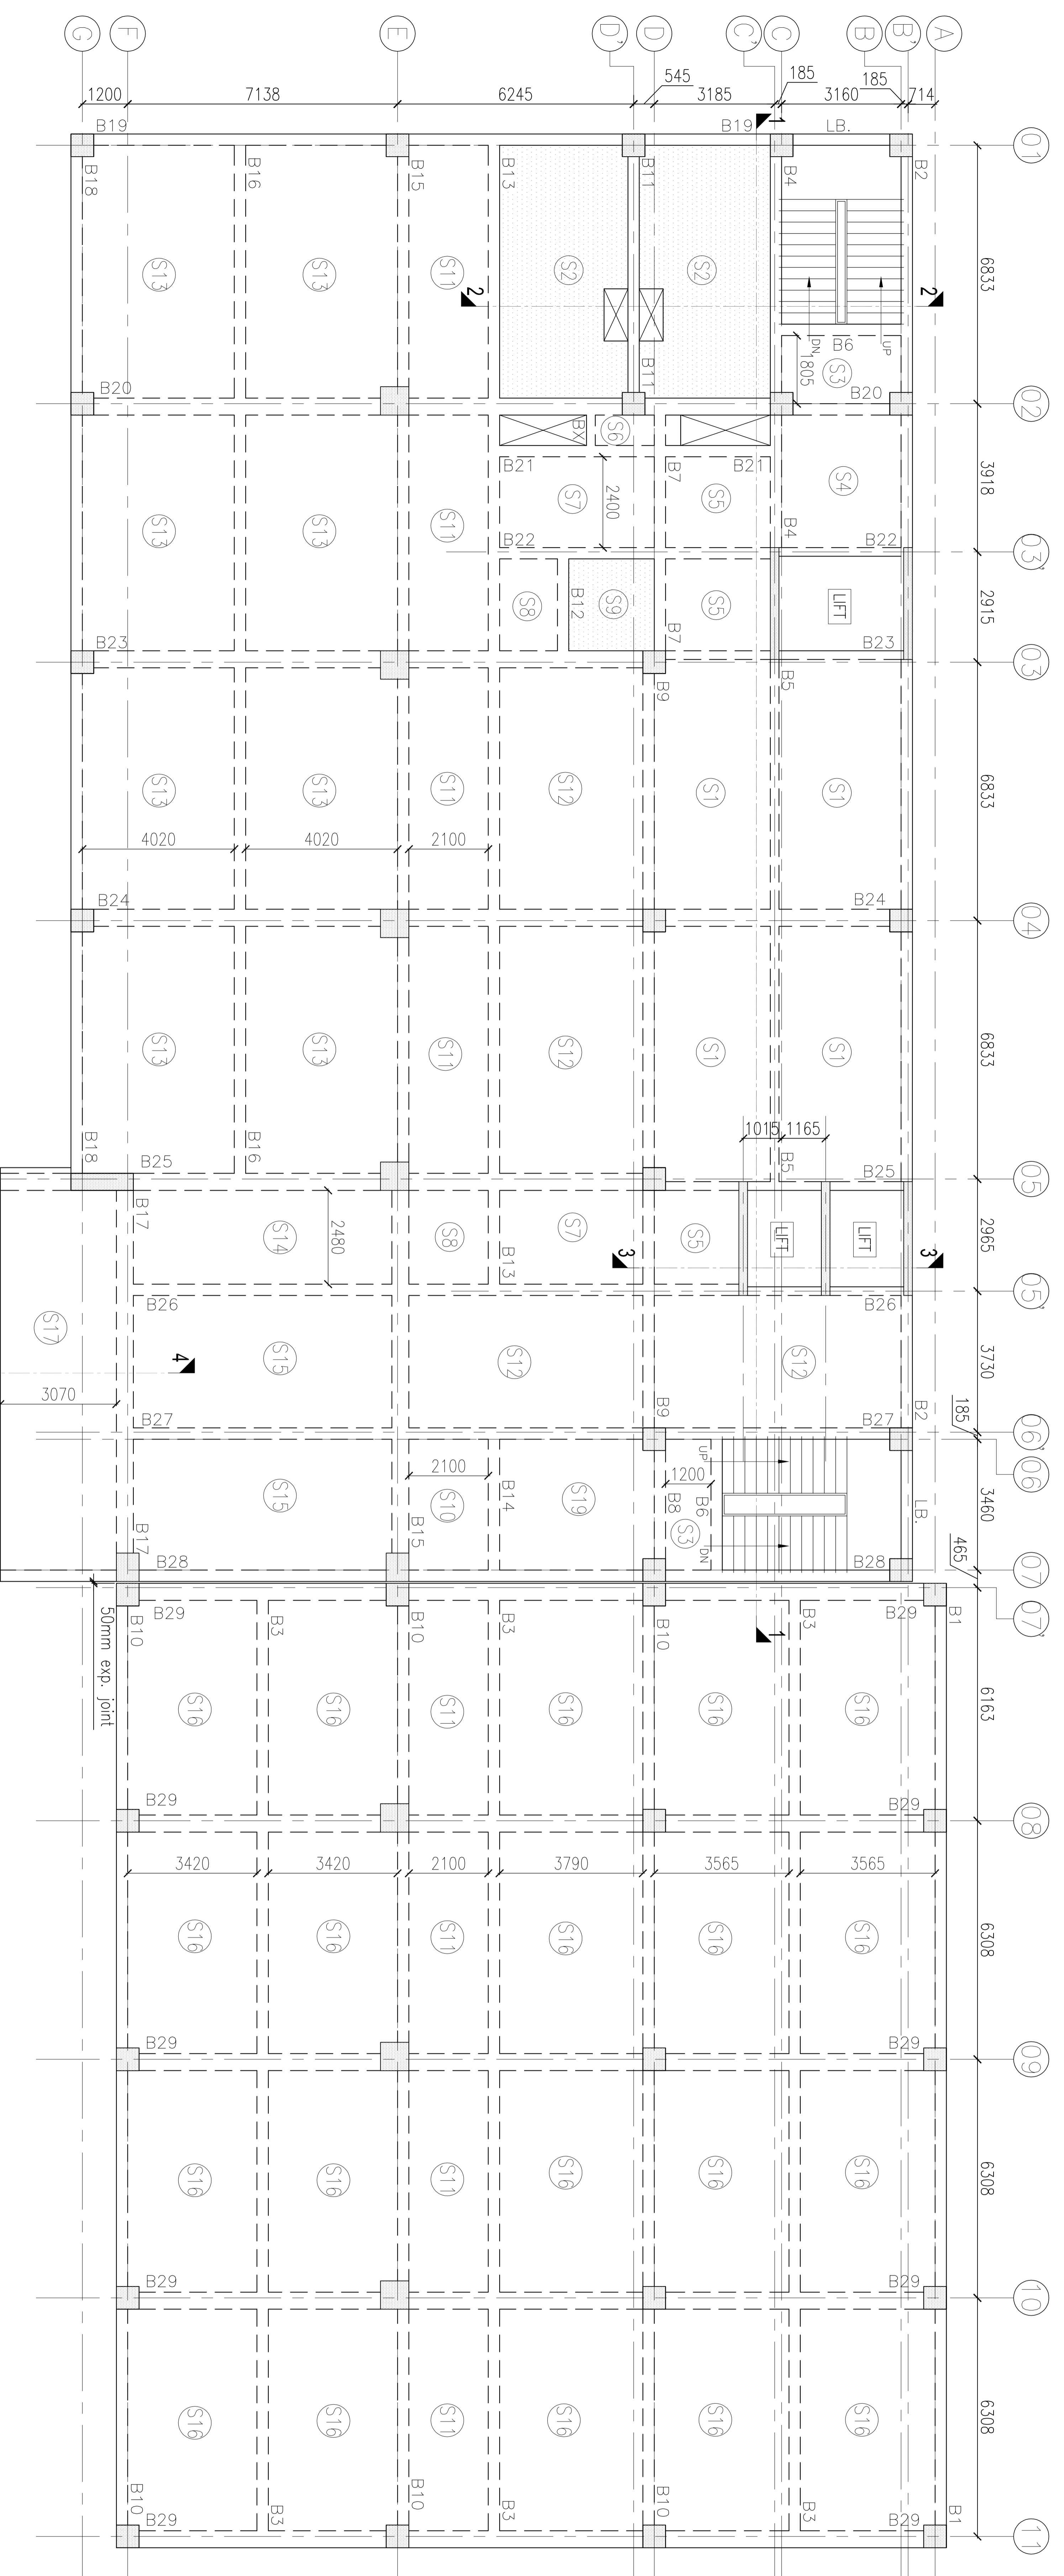 G
F
E
D'
D
C'
C
B
B'
A
1200
7138
6245
545
3185
185
3160
185
714
B19
B19
1
LB.
01
B18
B16
B15
B13
B11
B4
B2
S13
S13
S11
S2
S2
2
2
6833
UP
DN
B6
1805
S3
B11
B20
B20
02
BX
S6
B21
B7
B21
S4
2400
S7
S5
3918
S13
S13
S11
B22
B4
B22
03'
S8
B12
S9
S5
LIFT
2915
B23
B7
B23
03
B9
B5
S13
S13
S11
S12
S1
S1
6833
4020
4020
2100
B24
B24
04
S13
S13
S11
S12
S1
S1
6833
1015
1165
B18
B16
B5
B25
B25
05
B17
S14
2480
S8
S7
S5
LIFT
LIFT
2965
B13
3
3
B26
B26
05'
S17
S15
S12
S12
3730
4
3070
B9
B2
185
B27
B27
06'
06
UP
2100
1200
LB.
S15
S10
B14
S19
B8
B6
S3
DN
3460
465
B17
B15
B28
B28
07
07'
50mm exp. joint
B29
B29
B10
B3
B10
B3
B10
B3
B1
1
S16
S16
S11
S16
S16
S16
6163
B29
B29
08
3420
3420
2100
3790
3565
3565
S16
S16
S11
S16
S16
S16
6308
B29
B29
09
S16
S16
S11
S16
S16
S16
6308
B29
B29
10
S16
S16
S11
S16
S16
S16
6308
B10
B3
B10
B3
B10
B3
B1
B29
B29
11